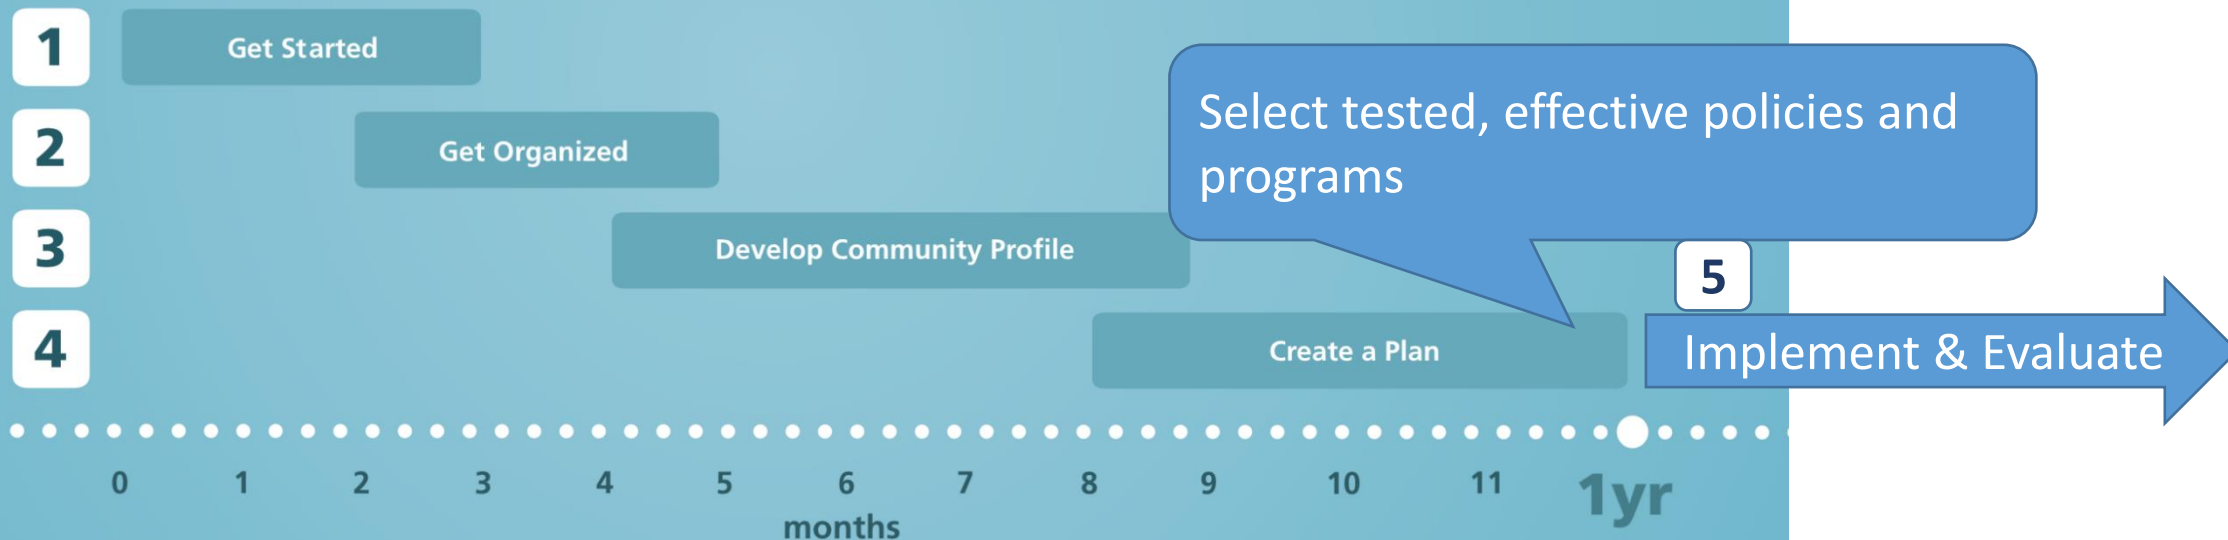 1
Get Started
2
Get Organized
3
Develop Community Profile
4
Create a Plan
Select tested, effective policies and
programs
5
Implement & Evaluate
0 1 2 3 4 5 6 7 8 9 10 11 1yr
months